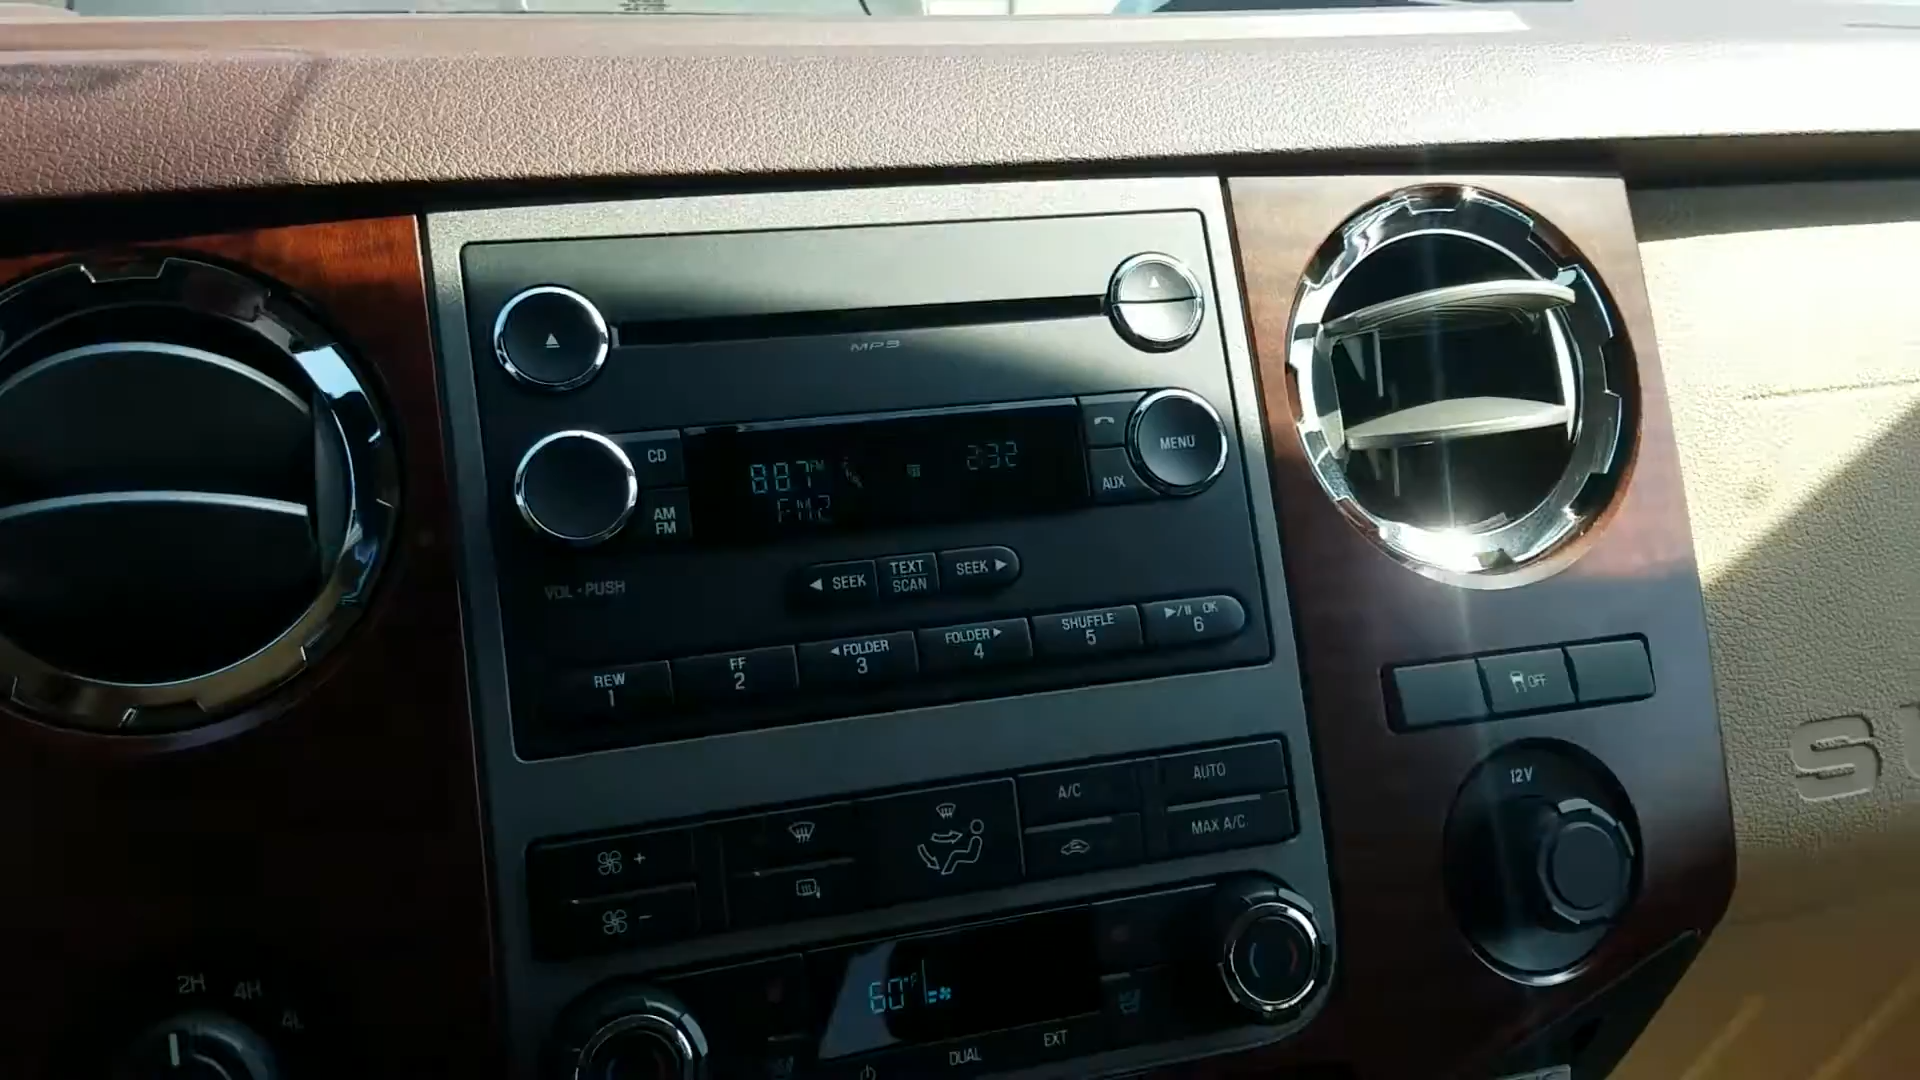 MP3
CD
AM
FM
88.7 FM
FM2
2:32
MENU
AUX
VOL • PUSH
◀ SEEK
TEXT
SCAN
SEEK ▶
REW
1
FF
2
◀ FOLDER
3
FOLDER ▶
4
SHUFFLE
5
▶/II OK
6
OFF
12V
A/C
AUTO
MAX A/C
+
−
60°F
DUAL
EXT
2H
4H
4L
S